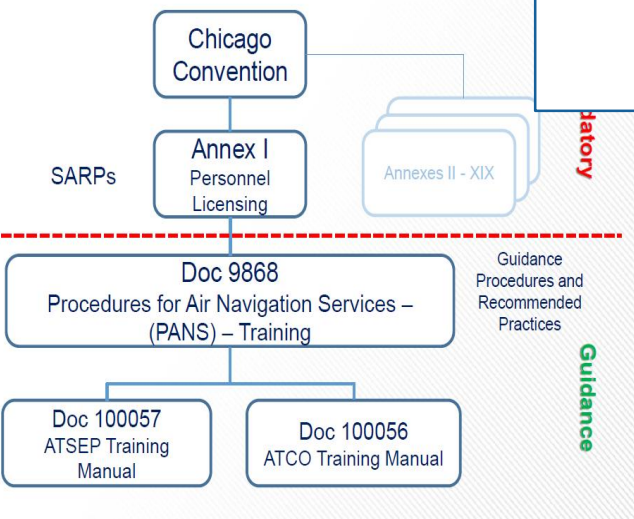 Chicago
Convention
Annex I
Personnel
Licensing
SARPs
Annexes II - XIX
datory
Doc 9868
Procedures for Air Navigation Services –
(PANS) – Training
Guidance
Procedures and
Recommended
Practices
Guidance
Doc 100057
ATSEP Training
Manual
Doc 100056
ATCO Training Manual